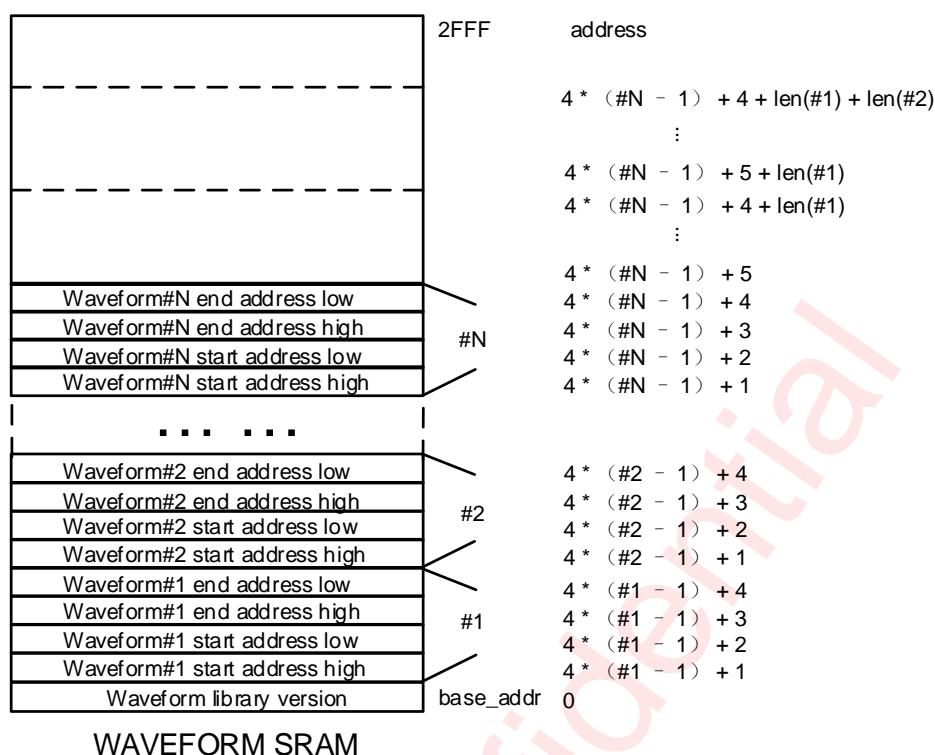 2FFF address
4 * （#N - 1） + 4 + len(#1) + len(#2)
⋮
4 * （#N - 1） + 5 + len(#1)
4 * （#N - 1） + 4 + len(#1)
⋮
4 * （#N - 1） + 5
Waveform#N end address low 4 * （#N - 1） + 4
Waveform#N end address high 4 * （#N - 1） + 3
#N
Waveform#N start address low 4 * （#N - 1） + 2
Waveform#N start address high 4 * （#N - 1） + 1
... ...
Waveform#2 end address low 4 * （#2 - 1） + 4
Waveform#2 end address high 4 * （#2 - 1） + 3
#2
Waveform#2 start address low 4 * （#2 - 1） + 2
Waveform#2 start address high 4 * （#2 - 1） + 1
Waveform#1 end address low 4 * （#1 - 1） + 4
Waveform#1 end address high 4 * （#1 - 1） + 3
#1
Waveform#1 start address low 4 * （#1 - 1） + 2
Waveform#1 start address high 4 * （#1 - 1） + 1
Waveform library version base_addr 0
WAVEFORM SRAM